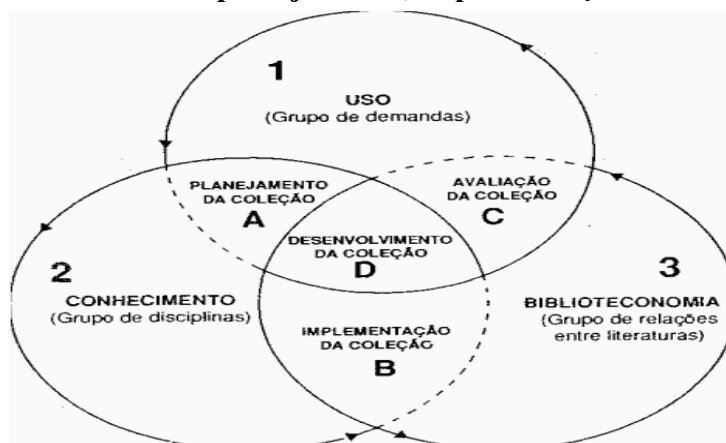 1
USO
(Grupo de demandas)
PLANEJAMENTO
DA COLEÇÃO
A
AVALIAÇÃO
DA COLEÇÃO
C
DESENVOLVIMENTO
DA COLEÇÃO
D
2
CONHECIMENTO
(Grupo de disciplinas)
3
BIBLIOTECONOMIA
(Grupo de relações
entre literaturas)
IMPLEMENTAÇÃO
DA COLEÇÃO
B